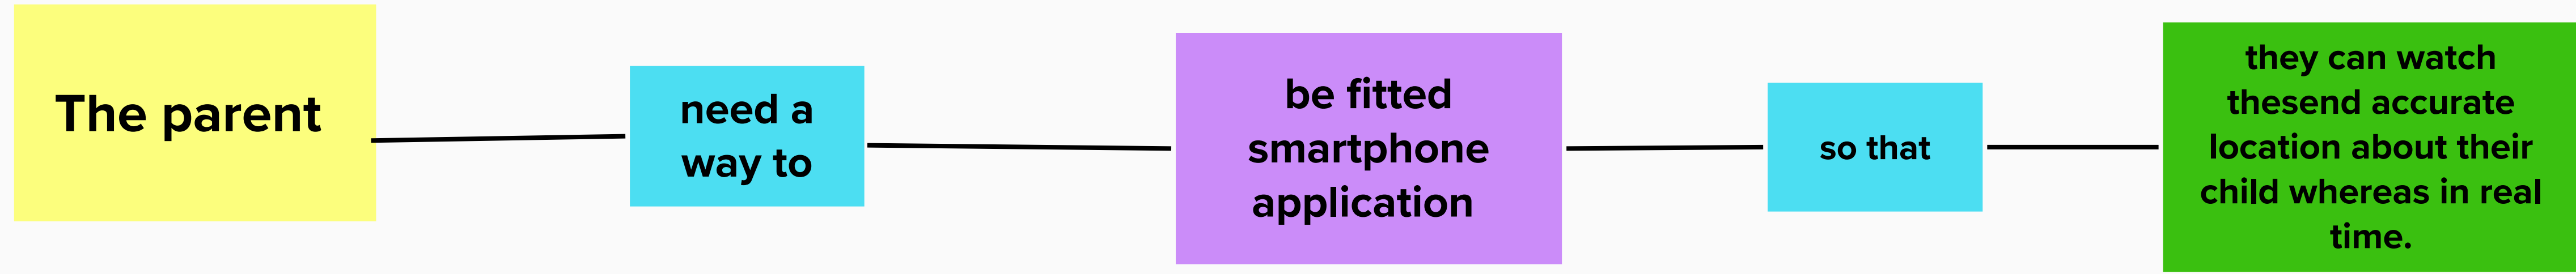 The parent
need a
way to
be fitted
smartphone
application
so that
they can watch
thesend accurate
location about their
child whereas in real
time.